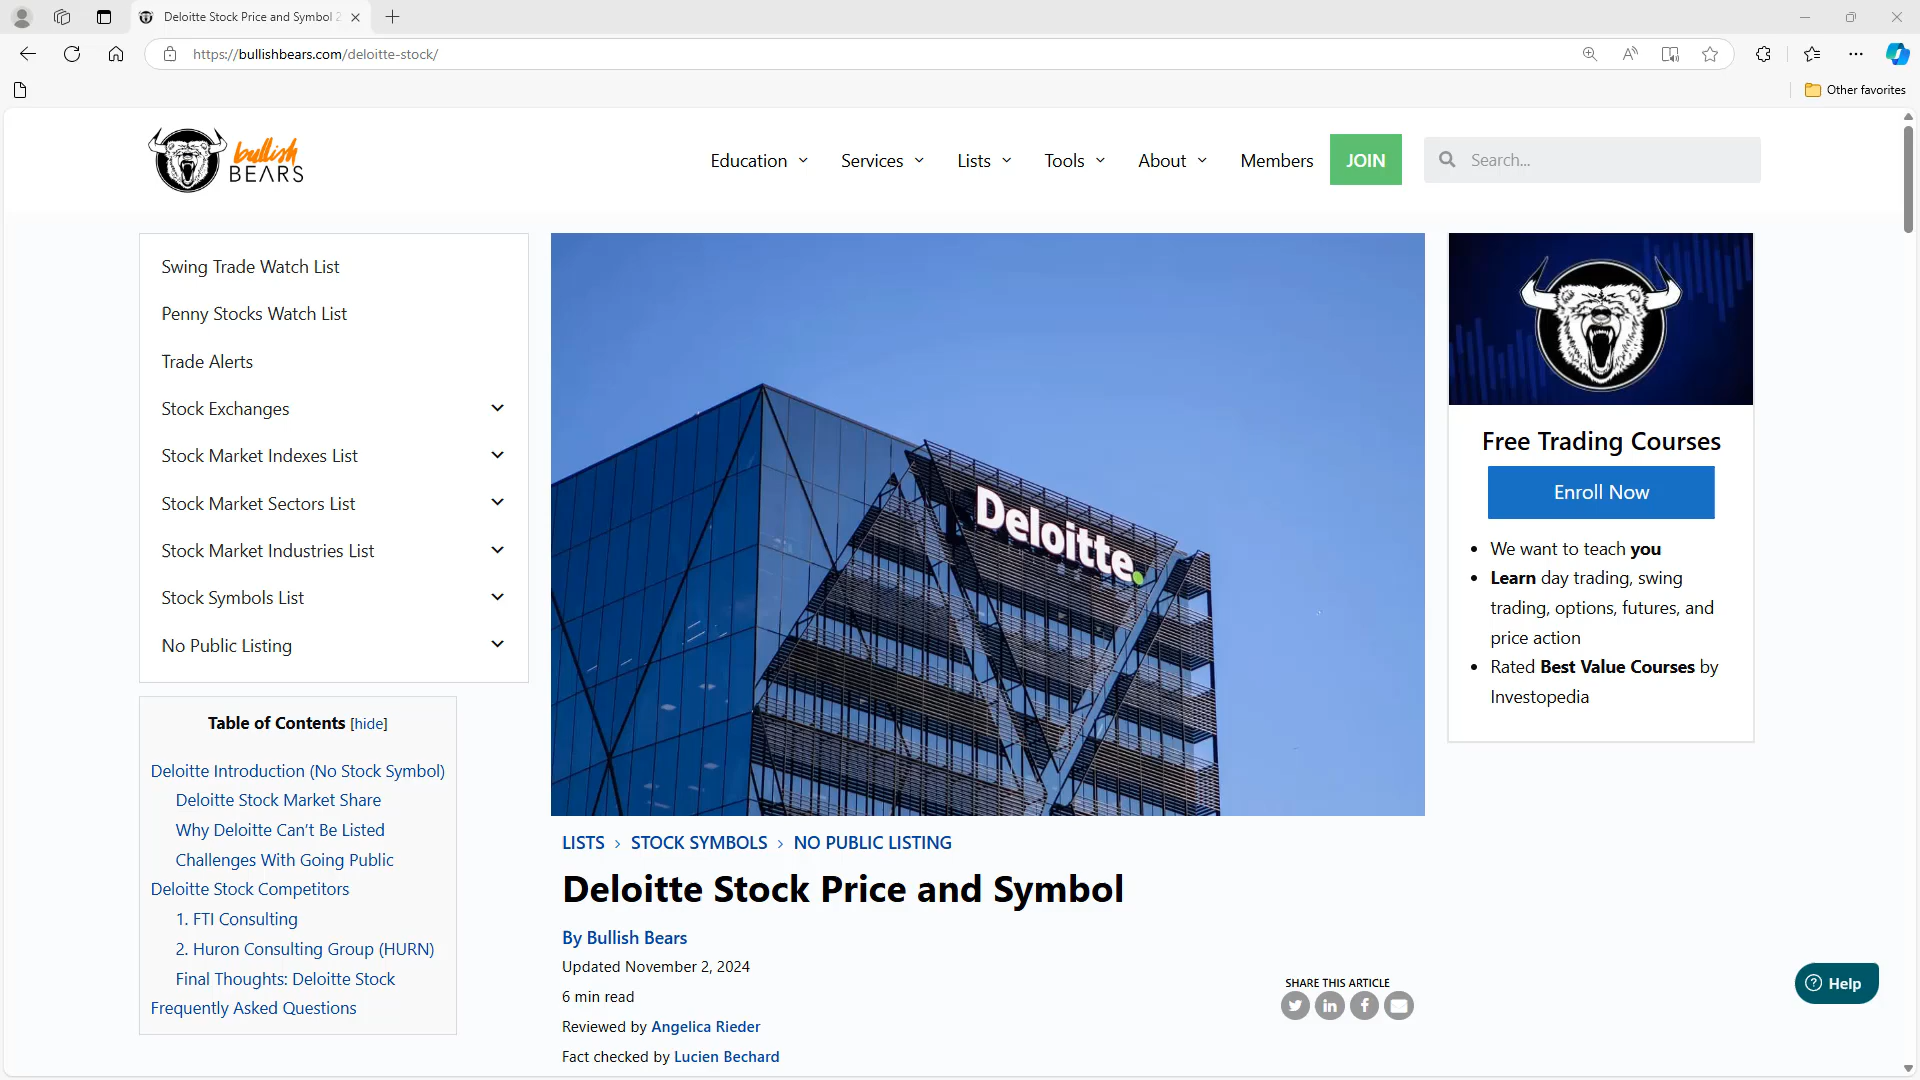 Deloitte Stock Price and Symbol 2
https://bullishbears.com/deloitte-stock/
Other favorites
bullish
BEARS
Education
Services
Lists
Tools
About
Members
JOIN
Search...
Swing Trade Watch List
Penny Stocks Watch List
Trade Alerts
Stock Exchanges
Stock Market Indexes List
Stock Market Sectors List
Stock Market Industries List
Stock Symbols List
No Public Listing
Table of Contents [hide]
Deloitte Introduction (No Stock Symbol)
Deloitte Stock Market Share
Why Deloitte Can't Be Listed
Challenges With Going Public
Deloitte Stock Competitors
1. FTI Consulting
2. Huron Consulting Group (HURN)
Final Thoughts: Deloitte Stock
Frequently Asked Questions
Deloitte.
LISTS > STOCK SYMBOLS > NO PUBLIC LISTING
Deloitte Stock Price and Symbol
By Bullish Bears
Updated November 2, 2024
6 min read
Reviewed by Angelica Rieder
Fact checked by Lucien Bechard
SHARE THIS ARTICLE
Free Trading Courses
Enroll Now
• We want to teach you
• Learn day trading, swing
trading, options, futures, and
price action
• Rated Best Value Courses by
Investopedia
Help